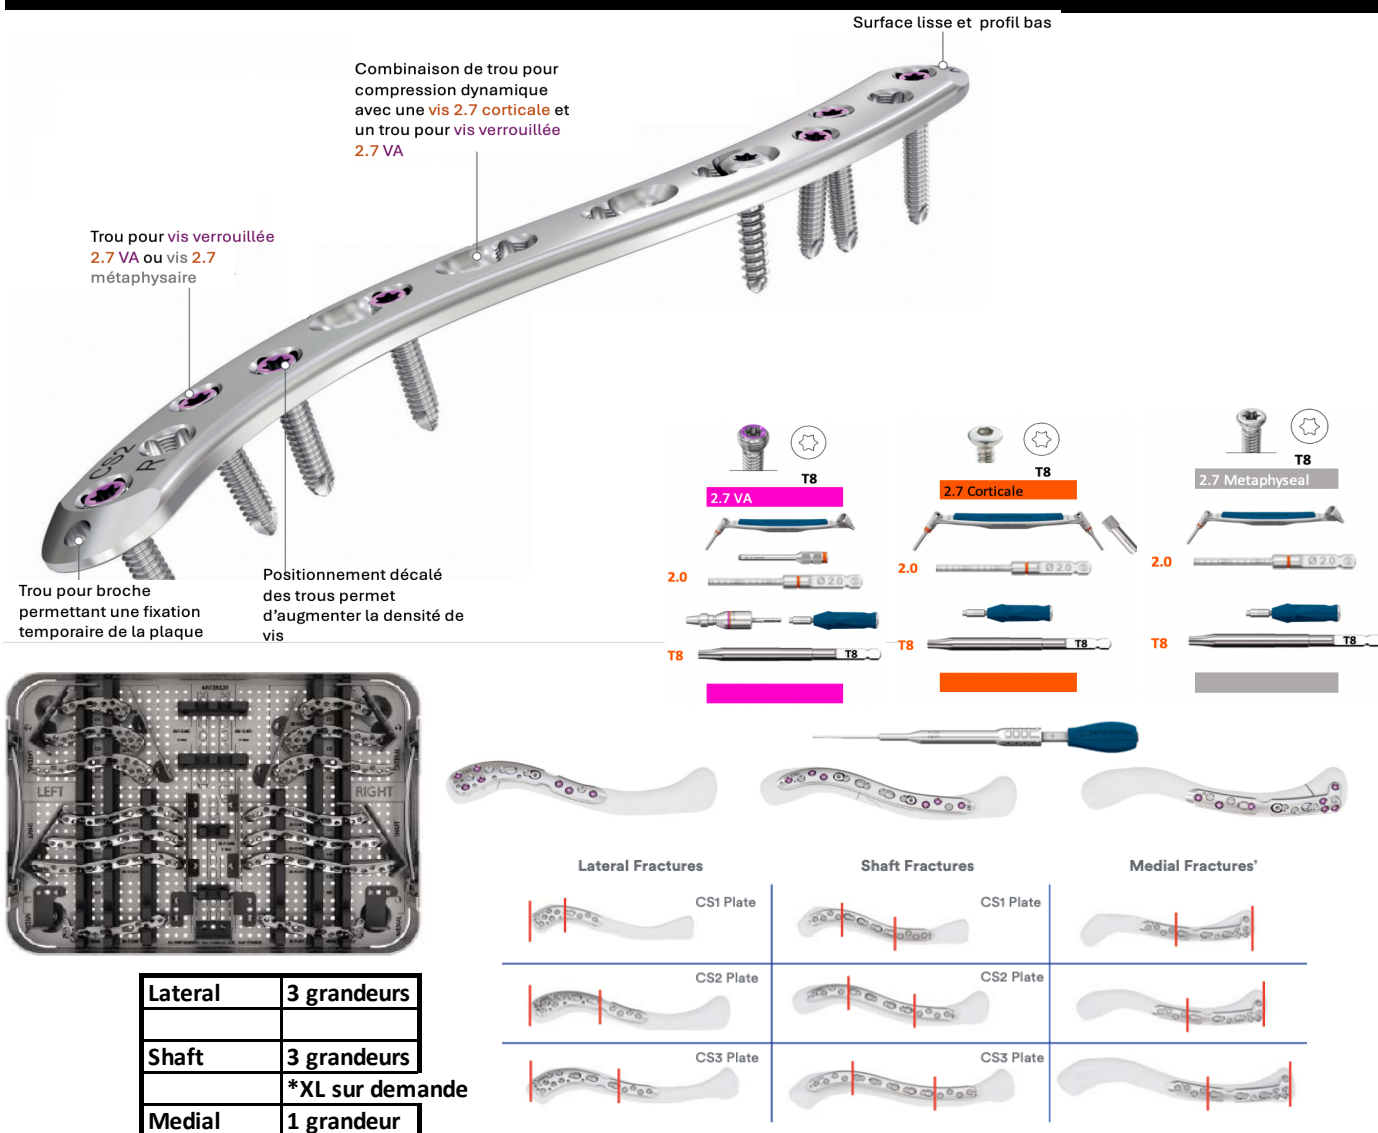 Surface lisse et profil bas
Combinaison de trou pour
compression dynamique
avec une vis 2.7 corticale et
un trou pour vis verrouillée
2.7 VA
Trou pour vis verrouillée
2.7 VA ou vis 2.7
métaphysaire
CS2
R
Trou pour broche
permettant une fixation
temporaire de la plaque
Positionnement décalé
des trous permet
d'augmenter la densité de
vis
T8
2.7 VA
2.0
Ø 2.0
T8
T8
T8
2.7 Corticale
2.0
Ø 2.0
T8
T8
T8
2.7 Metaphyseal
2.0
Ø 2.0
T8
T8
LEFT
RIGHT
Lateral Fractures
Shaft Fractures
Medial Fractures†
CS1 Plate
CS1 Plate
CS2 Plate
CS2 Plate
CS3 Plate
CS3 Plate
Lateral 3 grandeurs
Shaft 3 grandeurs
*XL sur demande
Medial 1 grandeur